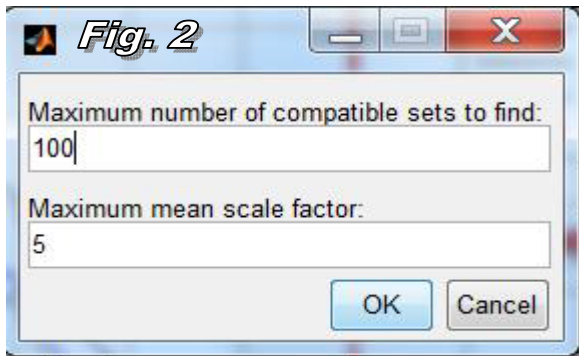 Fig. 2
Maximum number of compatible sets to find:
100
Maximum mean scale factor:
5
OK Cancel